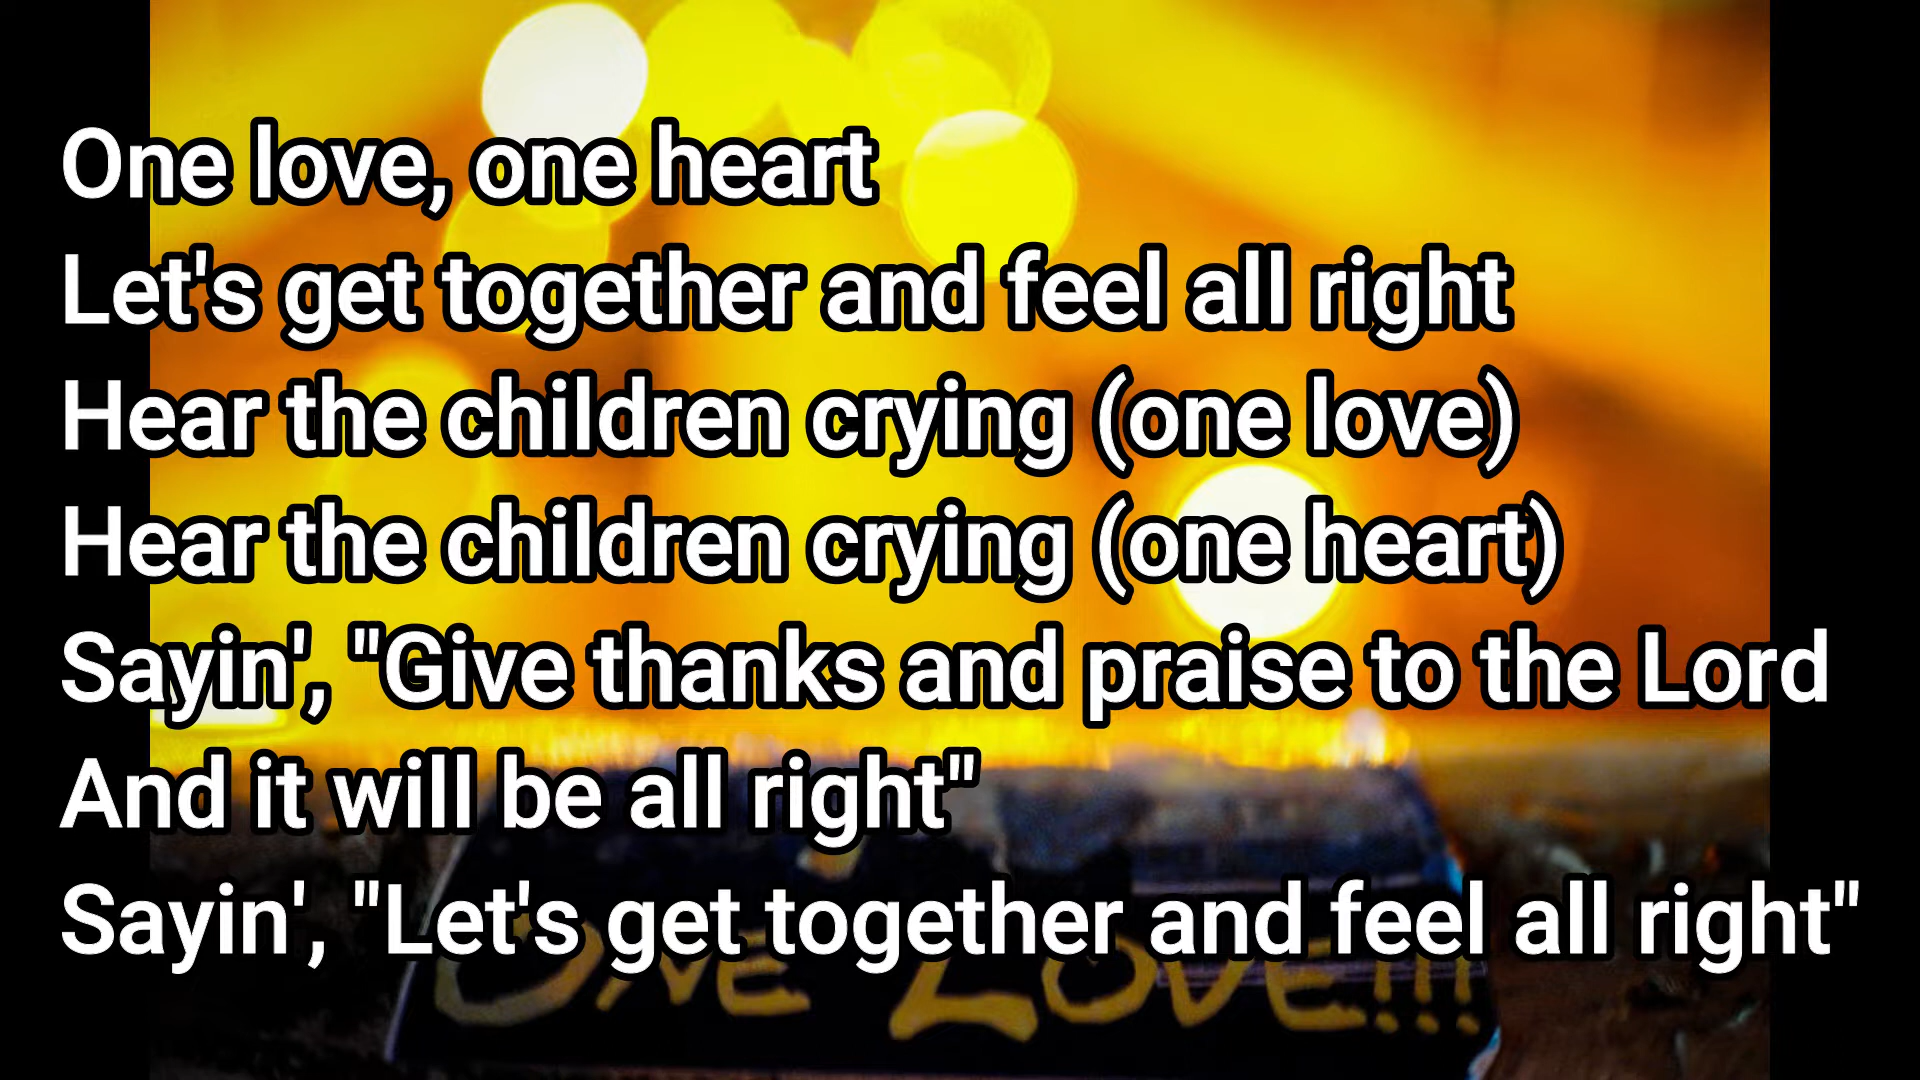 One love, one heart
Let's get together and feel all right
Hear the children crying (one love)
Hear the children crying (one heart)
Sayin', "Give thanks and praise to the Lord
And it will be all right"
Sayin', "Let's get together and feel all right"
ONE LOVE!!!